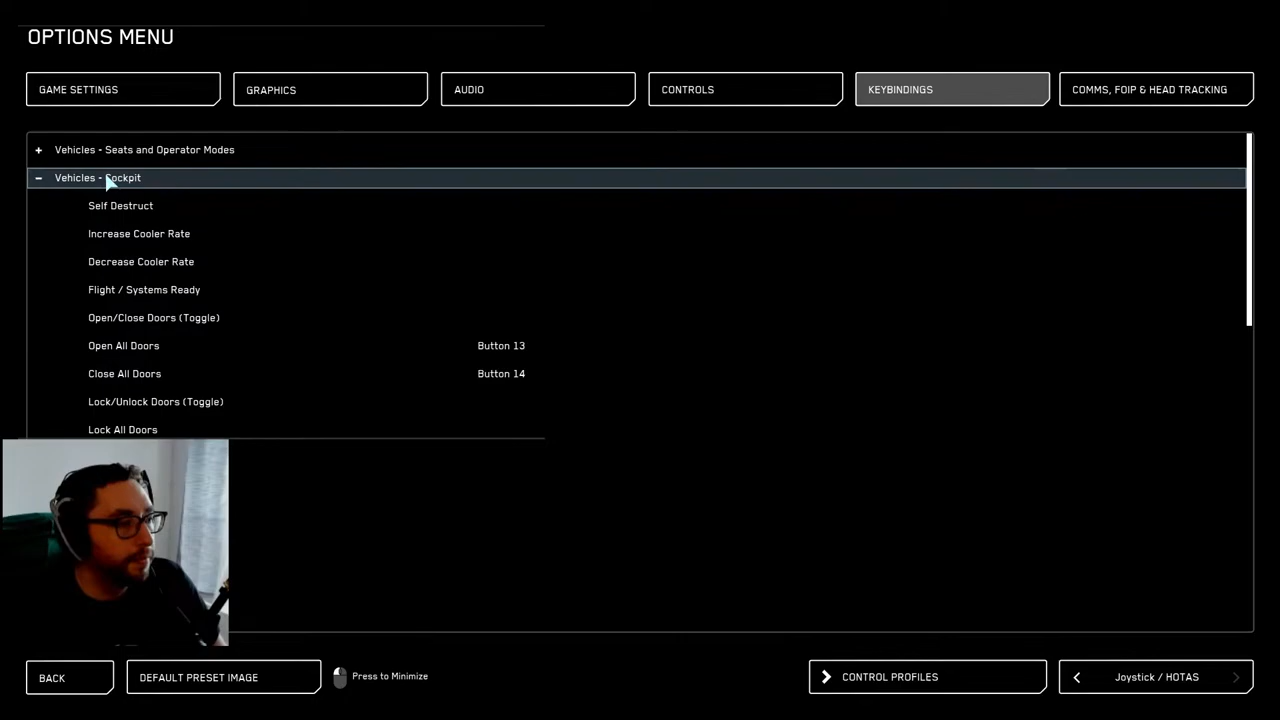 OPTIONS MENU
GAME SETTINGS
GRAPHICS
AUDIO
CONTROLS
KEYBINDINGS
COMMS, FOIP & HEAD TRACKING
+ Vehicles - Seats and Operator Modes
- Vehicles - Cockpit
Self Destruct
Increase Cooler Rate
Decrease Cooler Rate
Flight / Systems Ready
Open/Close Doors (Toggle)
Open All Doors Button 13
Close All Doors Button 14
Lock/Unlock Doors (Toggle)
Lock All Doors
BACK
DEFAULT PRESET IMAGE
Press to Minimize
CONTROL PROFILES
Joystick / HOTAS